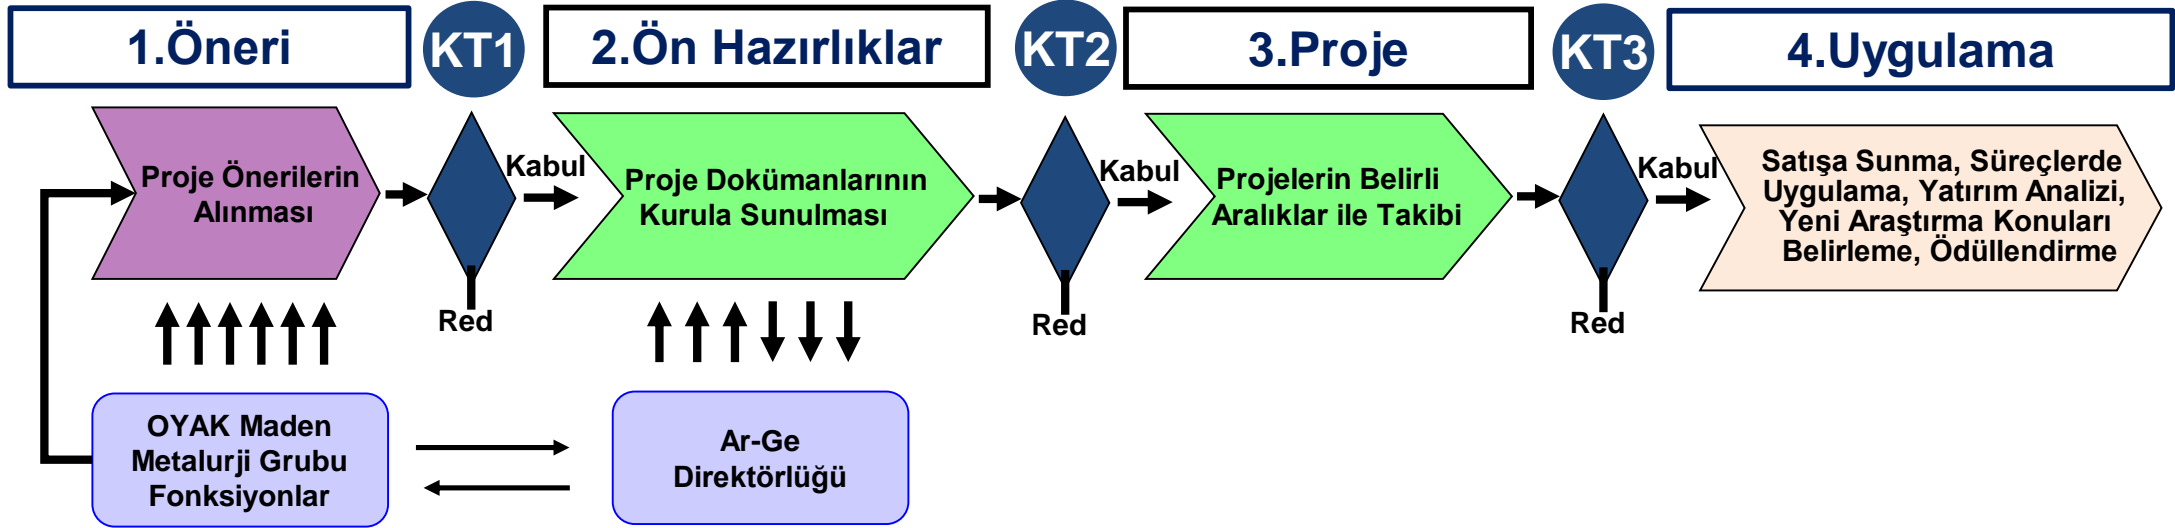 1.Öneri
KT1
2.Ön Hazırlıklar
KT2
3.Proje
KT3
4.Uygulama
Proje Önerilerin
Alınması
Kabul
Red
Proje Dokümanlarının
Kurula Sunulması
Kabul
Red
Projelerin Belirli
Aralıklar ile Takibi
Kabul
Red
Satışa Sunma, Süreçlerde
Uygulama, Yatırım Analizi,
Yeni Araştırma Konuları
Belirleme, Ödüllendirme
OYAK Maden
Metalurji Grubu
Fonksiyonlar
Ar-Ge
Direktörlüğü